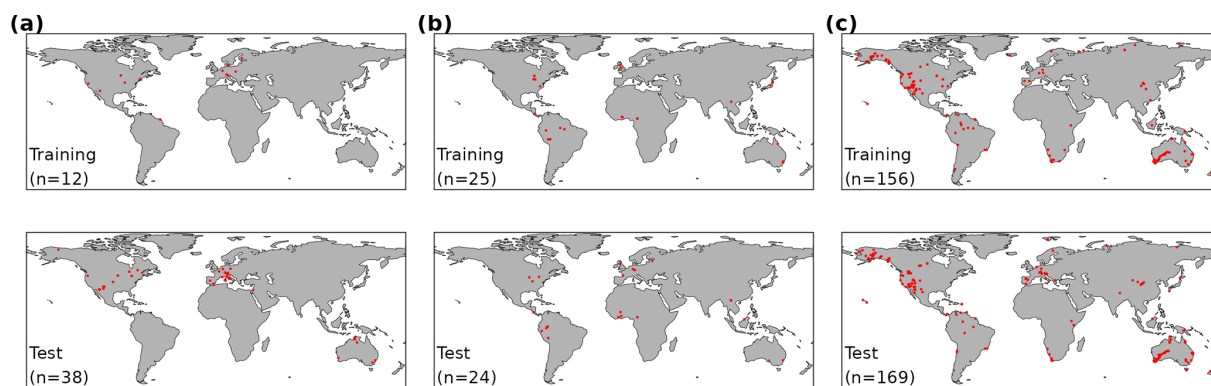 (a)
(b)
(c)
Training
(n=12)
Training
(n=25)
Training
(n=156)
Test
(n=38)
Test
(n=24)
Test
(n=169)